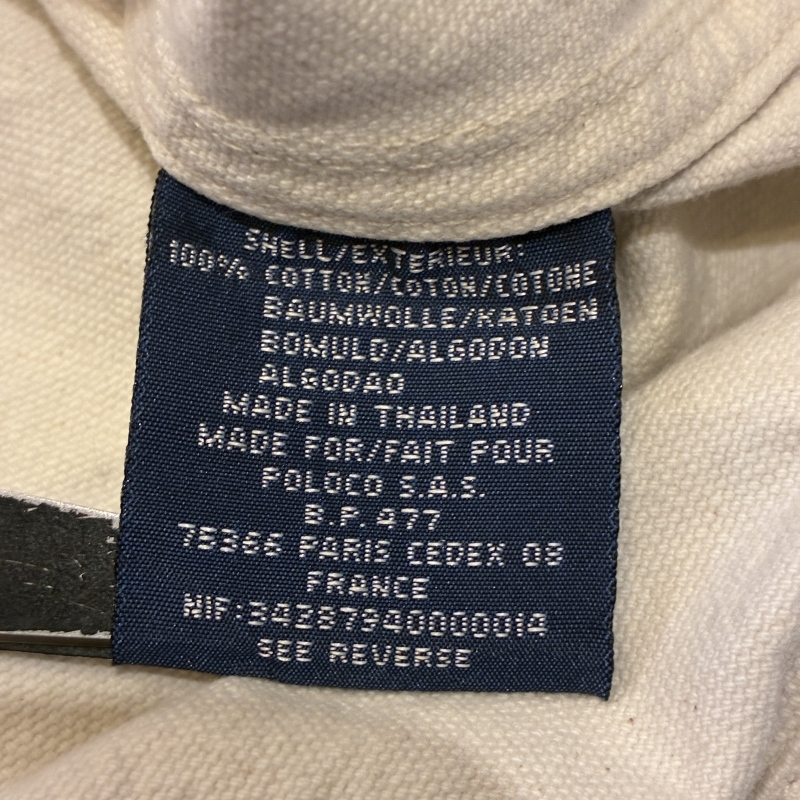 SHELL/EXTERIEUR:
100% COTTON/COTON/COTONE
BAUMWOLLE/KATOEN
BOMULD/ALGODON
ALGODAO
MADE IN THAILAND
MADE FOR/FAIT POUR
POLOCO S.A.S.
B.P. 477
75366 PARIS CEDEX 08
FRANCE
NIF:34287940000014
SEE REVERSE